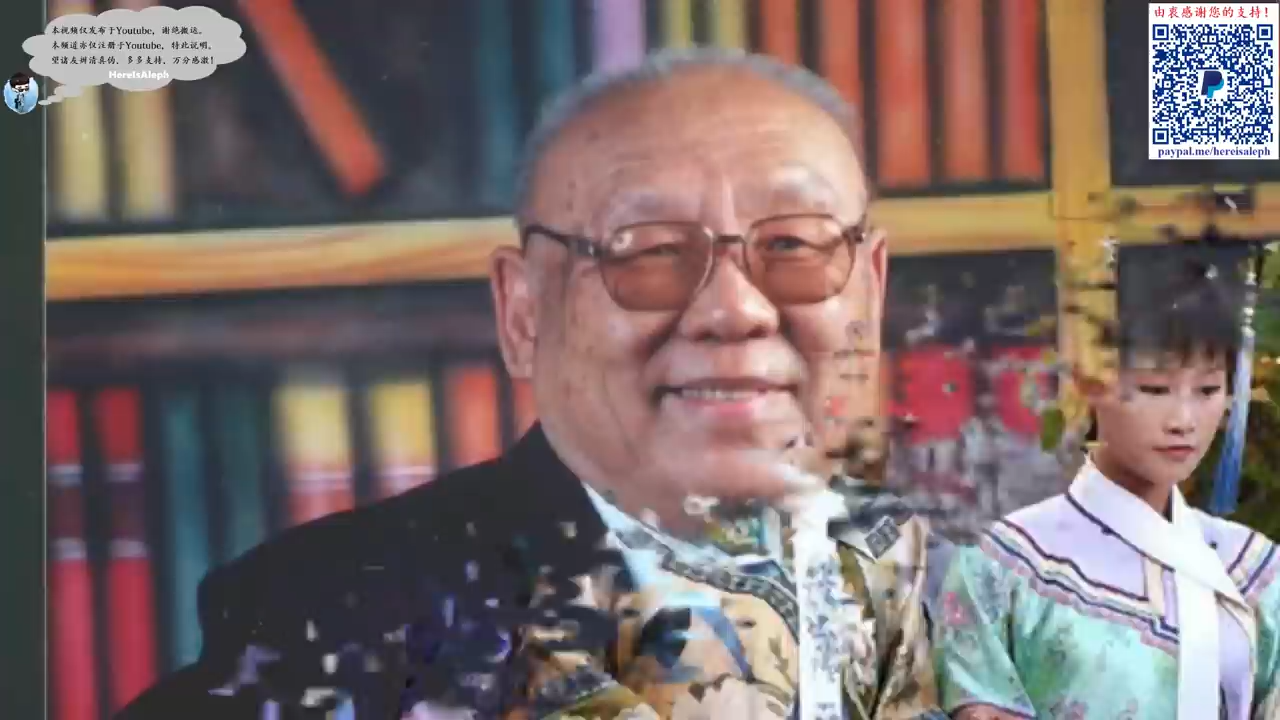 本视频仅发布于Youtube，谢绝搬运。
本频道亦仅注册于Youtube，特此说明。
望诸友辨清真伪，多多支持，万分感激！
HereIsAleph
由衷感谢您的支持！
paypal.me/hereisaleph